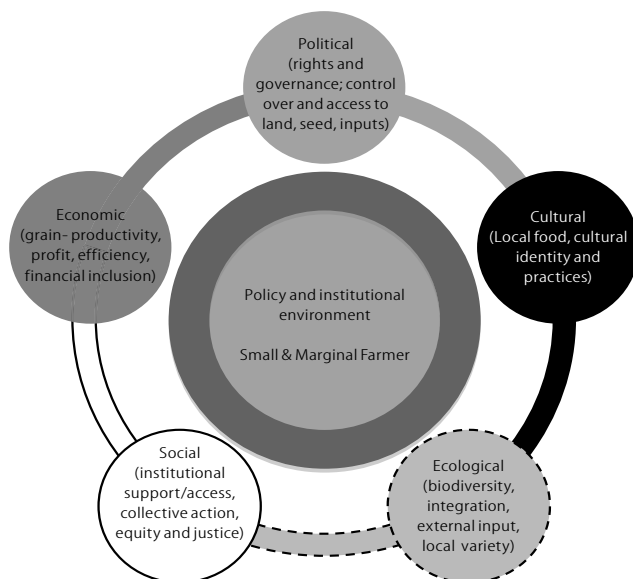 Political
(rights and
governance; control
over and access to
land, seed, inputs)
Economic
(grain- productivity,
profit, efficiency,
financial inclusion)
Cultural
(Local food, cultural
identity and
practices)
Policy and institutional
environment
Small & Marginal Farmer
Social
(institutional
support/access,
collective action,
equity and justice)
Ecological
(biodiversity,
integration,
external input,
local variety)